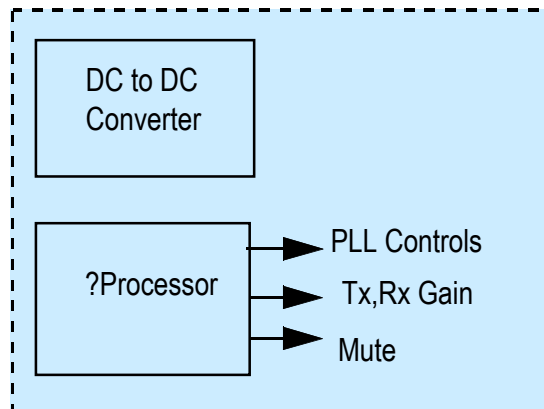 DC to DC
Converter
?Processor
PLL Controls
Tx,Rx Gain
Mute